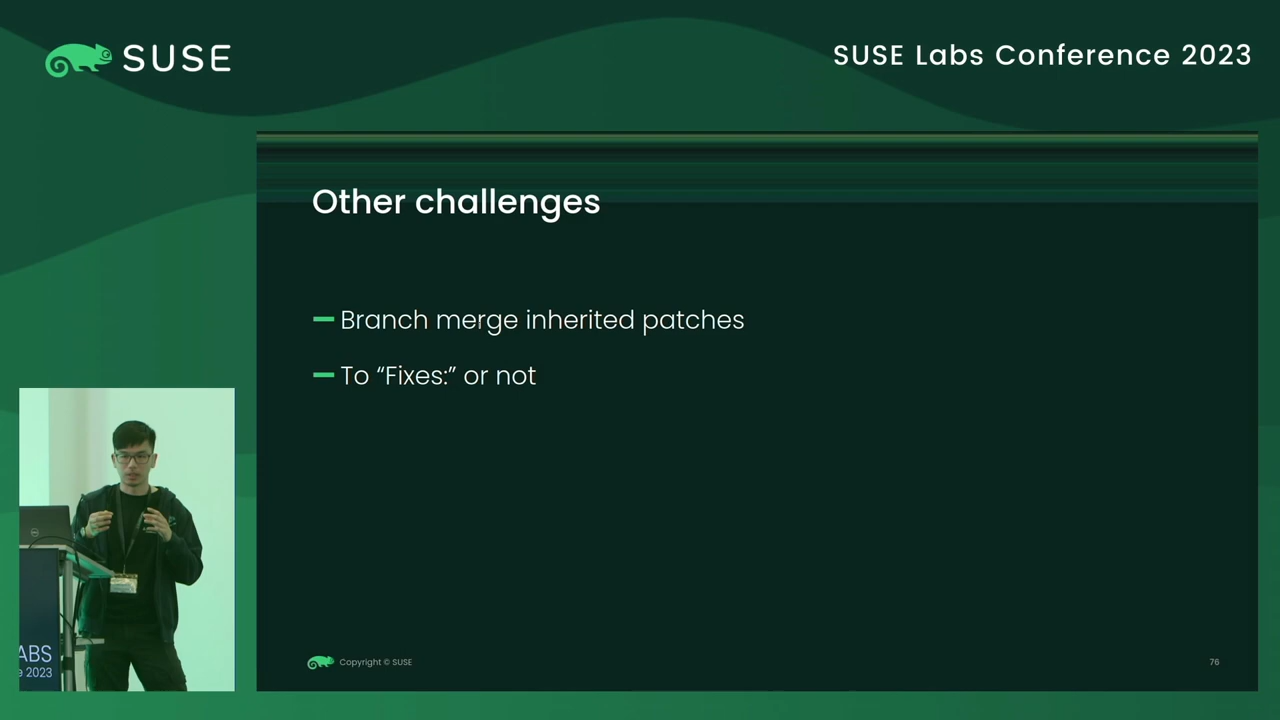 SUSE
SUSE Labs Conference 2023
Other challenges
Branch merge inherited patches
To “Fixes:” or not
ABS
e 2023
Copyright © SUSE
76